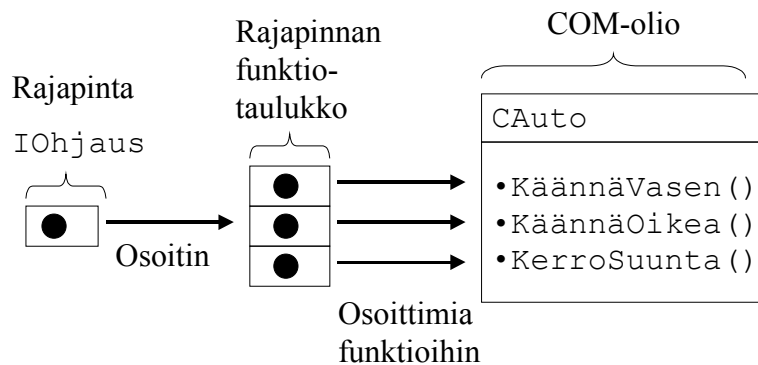 Rajapinta
IOhjaus
Osoitin
Rajapinnan
funktio-
taulukko
Osoittimia
funktioihin
COM-olio
CAuto
•KäännäVasen()
•KäännäOikea()
•KerroSuunta()